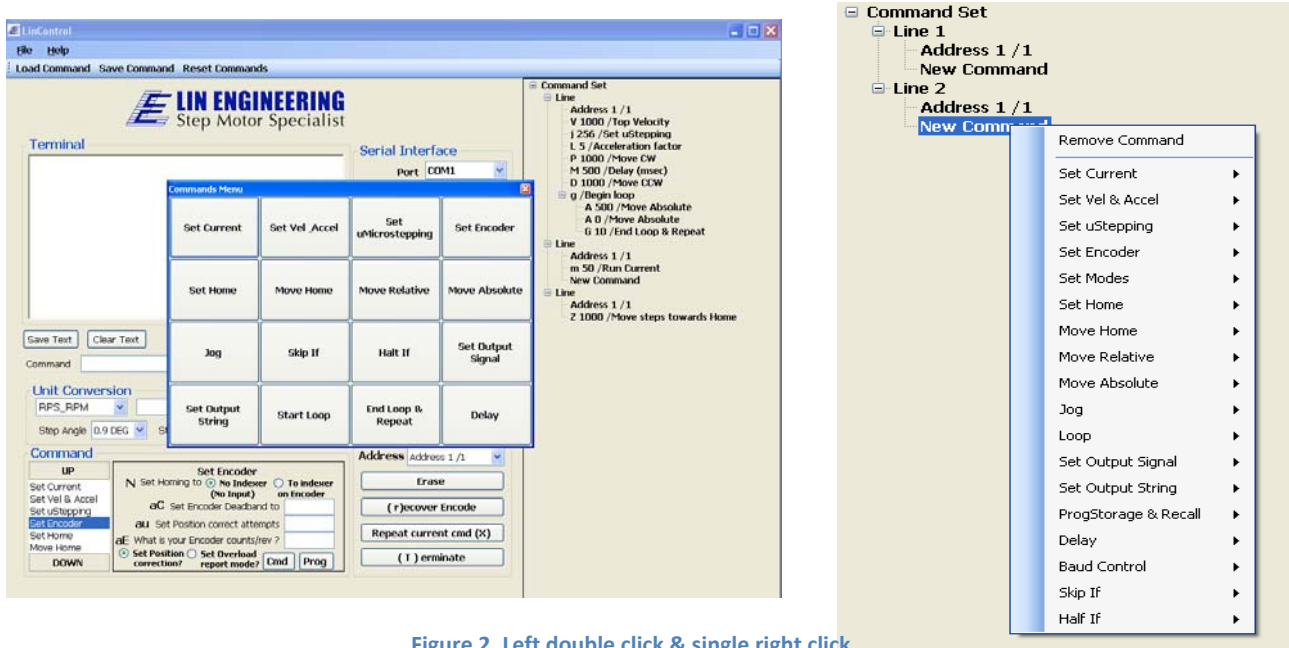 LinControl
File Help
Load Command Save Command Reset Commands
LIN ENGINEERING
Step Motor Specialist
Terminal
Serial Interface
Port COM1
Commands Menu
Set Current Set Vel_Accel Set uMicrostepping Set Encoder
Set Home Move Home Move Relative Move Absolute
Jog Skip If Halt If Set Output Signal
Set Output String Start Loop End Loop & Repeat Delay
Save Text Clear Text
Command
Unit Conversion
RPS_RPM
Step Angle 0.9 DEG
Command
UP
Set Current
Set Vel & Accel
Set uStepping
Set Encoder
Set Home
Move Home
DOWN
Set Encoder
N Set Homing to No Indexer To indexer
(No Input) on Encoder
aC Set Encoder Deadband to
au Set Postion correct attempts
aE What is your Encoder counts/rev ?
Set Position Set Overload
correction? report mode? Cmd Prog
Address Address 1 /1
Erase
( r )ecover Encode
Repeat current cmd (X)
( T ) erminate
Command Set
Line
Address 1 /1
V 1000 /Top Velocity
j 256 /Set uStepping
L 5 /Acceleration factor
P 1000 /Move CW
M 500 /Delay (msec)
D 1000 /Move CCW
g /Begin loop
A 500 /Move Absolute
A 0 /Move Absolute
G 10 /End Loop & Repeat
Line
Address 1 /1
m 50 /Run Current
New Command
Line
Address 1 /1
Z 1000 /Move steps towards Home
Command Set
Line 1
Address 1 /1
New Command
Line 2
Address 1 /1
New Command
Remove Command
Set Current
Set Vel & Accel
Set uStepping
Set Encoder
Set Modes
Set Home
Move Home
Move Relative
Move Absolute
Jog
Loop
Set Output Signal
Set Output String
ProgStorage & Recall
Delay
Baud Control
Skip If
Half If
Figure 2. Left double click & single right click